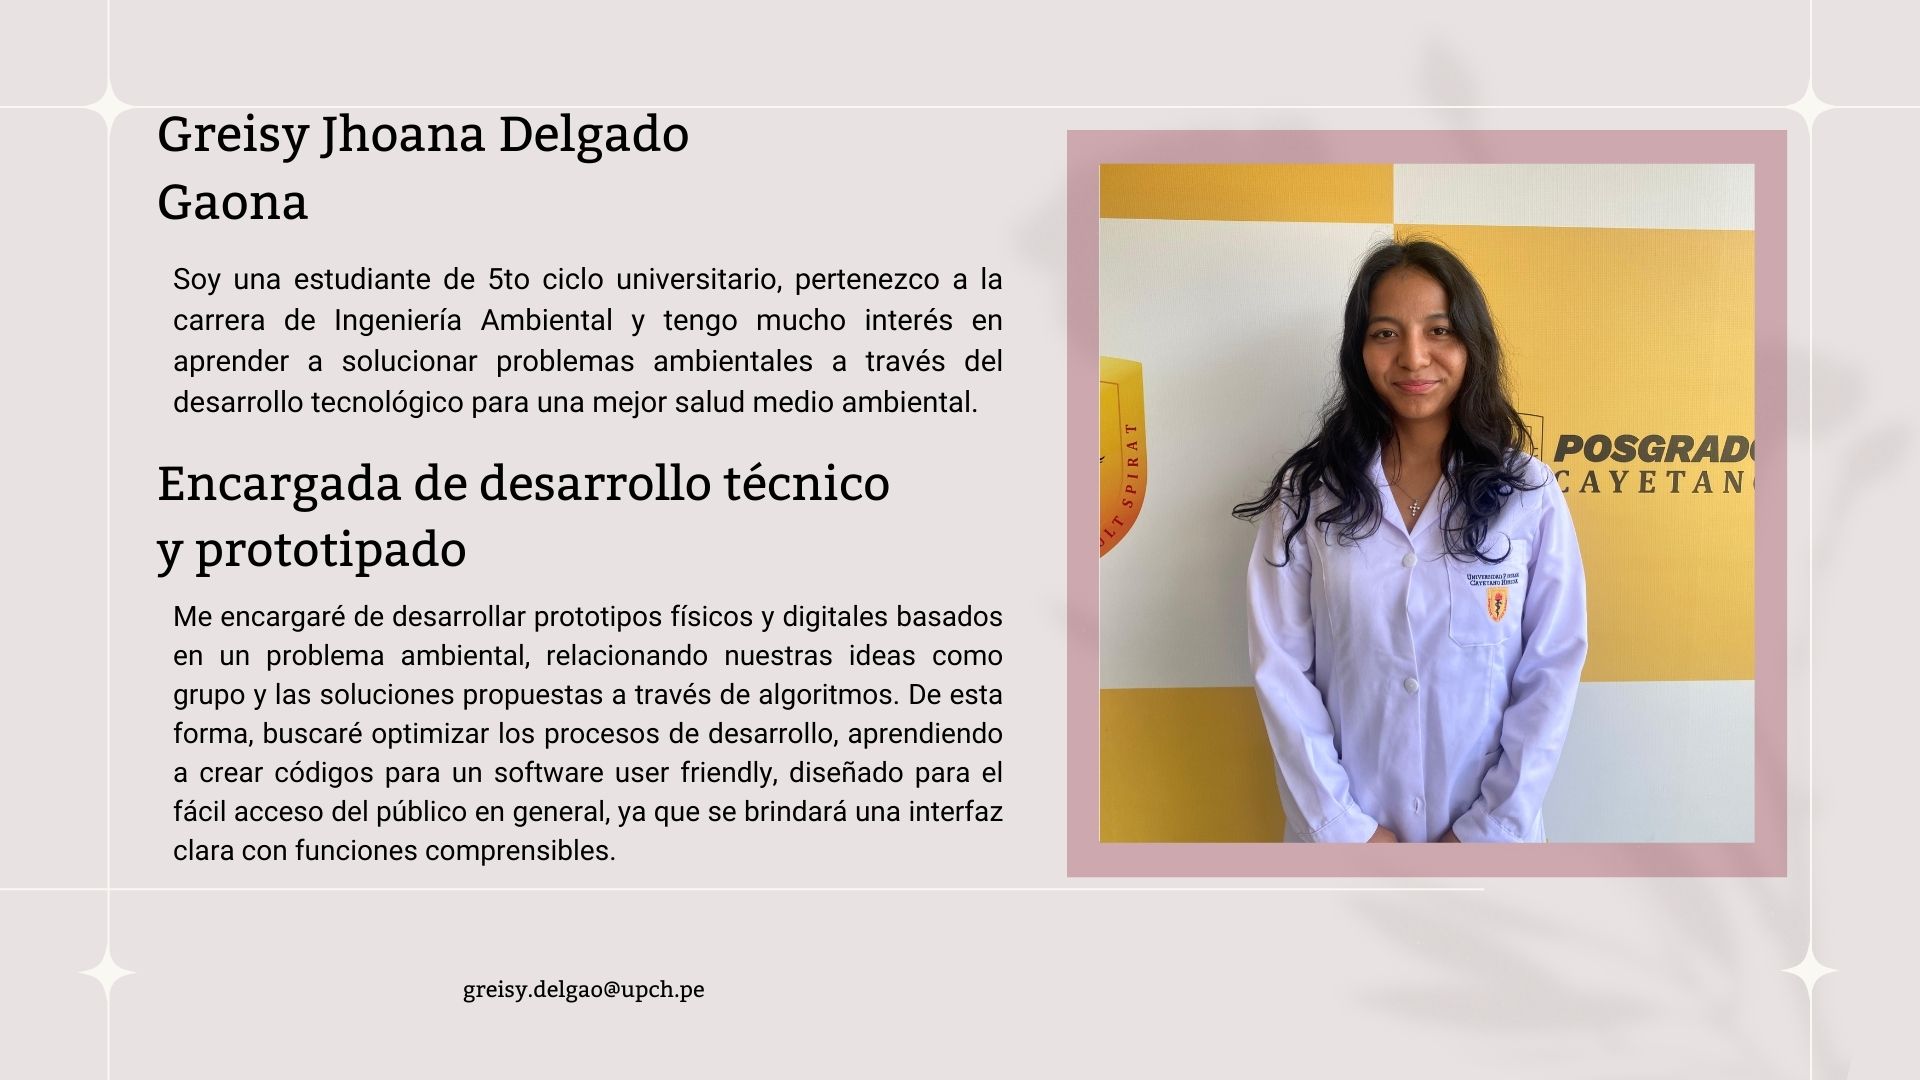 Greisy Jhoana Delgado
Gaona
Soy una estudiante de 5to ciclo universitario, pertenezco a la
carrera de Ingeniería Ambiental y tengo mucho interés en
aprender a solucionar problemas ambientales a través del
desarrollo tecnológico para una mejor salud medio ambiental.
Encargada de desarrollo técnico
y prototipado
Me encargaré de desarrollar prototipos físicos y digitales basados
en un problema ambiental, relacionando nuestras ideas como
grupo y las soluciones propuestas a través de algoritmos. De esta
forma, buscaré optimizar los procesos de desarrollo, aprendiendo
a crear códigos para un software user friendly, diseñado para el
fácil acceso del público en general, ya que se brindará una interfaz
clara con funciones comprensibles.
greisy.delgao@upch.pe
SPIRAT
POSGRADO
CAYETANO
UNIVERSIDAD PERUANA
CAYETANO HEREDIA